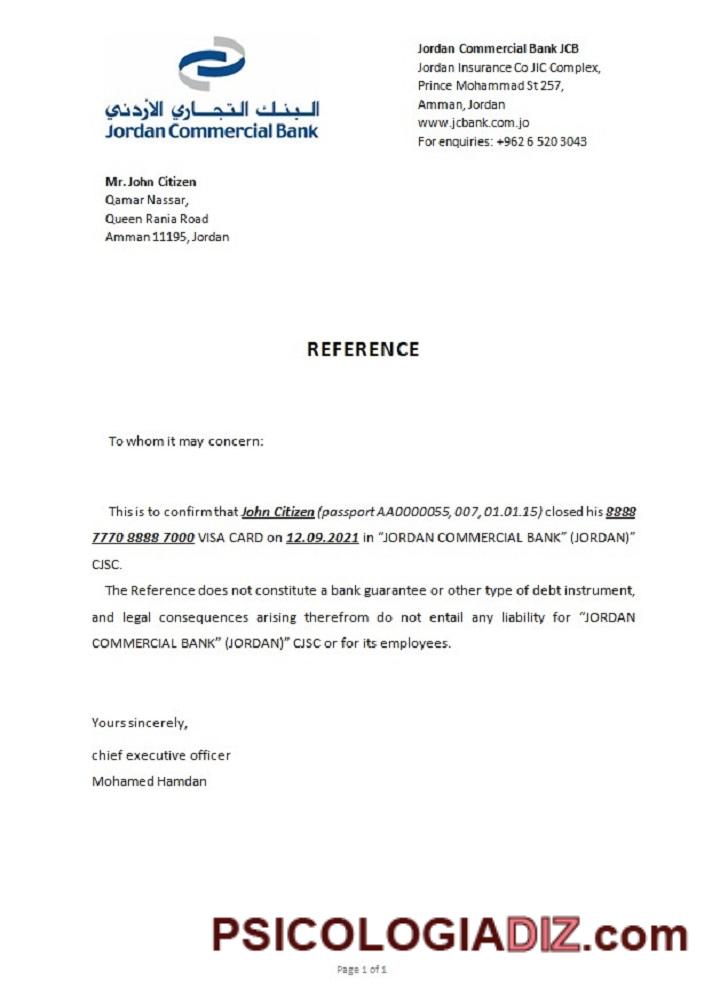 البنك التجاري الأردني
Jordan Commercial Bank
Jordan Commercial Bank JCB
Jordan Insurance Co JIC Complex,
Prince Mohammad St 257,
Amman, Jordan
www.jcbank.com.jo
For enquiries: +962 6 520 3043
Mr. John Citizen
Qamar Nassar,
Queen Rania Road
Amman 11195, Jordan
REFERENCE
To whom it may concern:
This is to confirm that John Citizen (passport AA0000055, 007, 01.01.15) closed his 8888
7770 8888 7000 VISA CARD on 12.09.2021 in “JORDAN COMMERCIAL BANK” (JORDAN)”
CJSC.
The Reference does not constitute a bank guarantee or other type of debt instrument,
and legal consequences arising therefrom do not entail any liability for “JORDAN
COMMERCIAL BANK” (JORDAN)” CJSC or for its employees.
Yours sincerely,
chief executive officer
Mohamed Hamdan
PSICOLOGIADIZ.com
Page 1 of 1